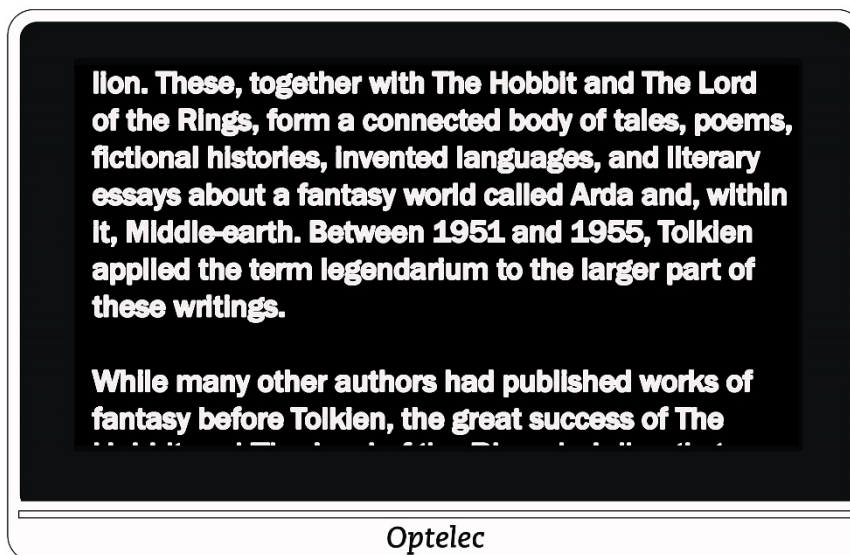 lion. These, together with The Hobbit and The Lord
of the Rings, form a connected body of tales, poems,
fictional histories, invented languages, and literary
essays about a fantasy world called Arda and, within
it, Middle-earth. Between 1951 and 1955, Tolkien
applied the term legendarium to the larger part of
these writings.
While many other authors had published works of
fantasy before Tolkien, the great success of The
Optelec